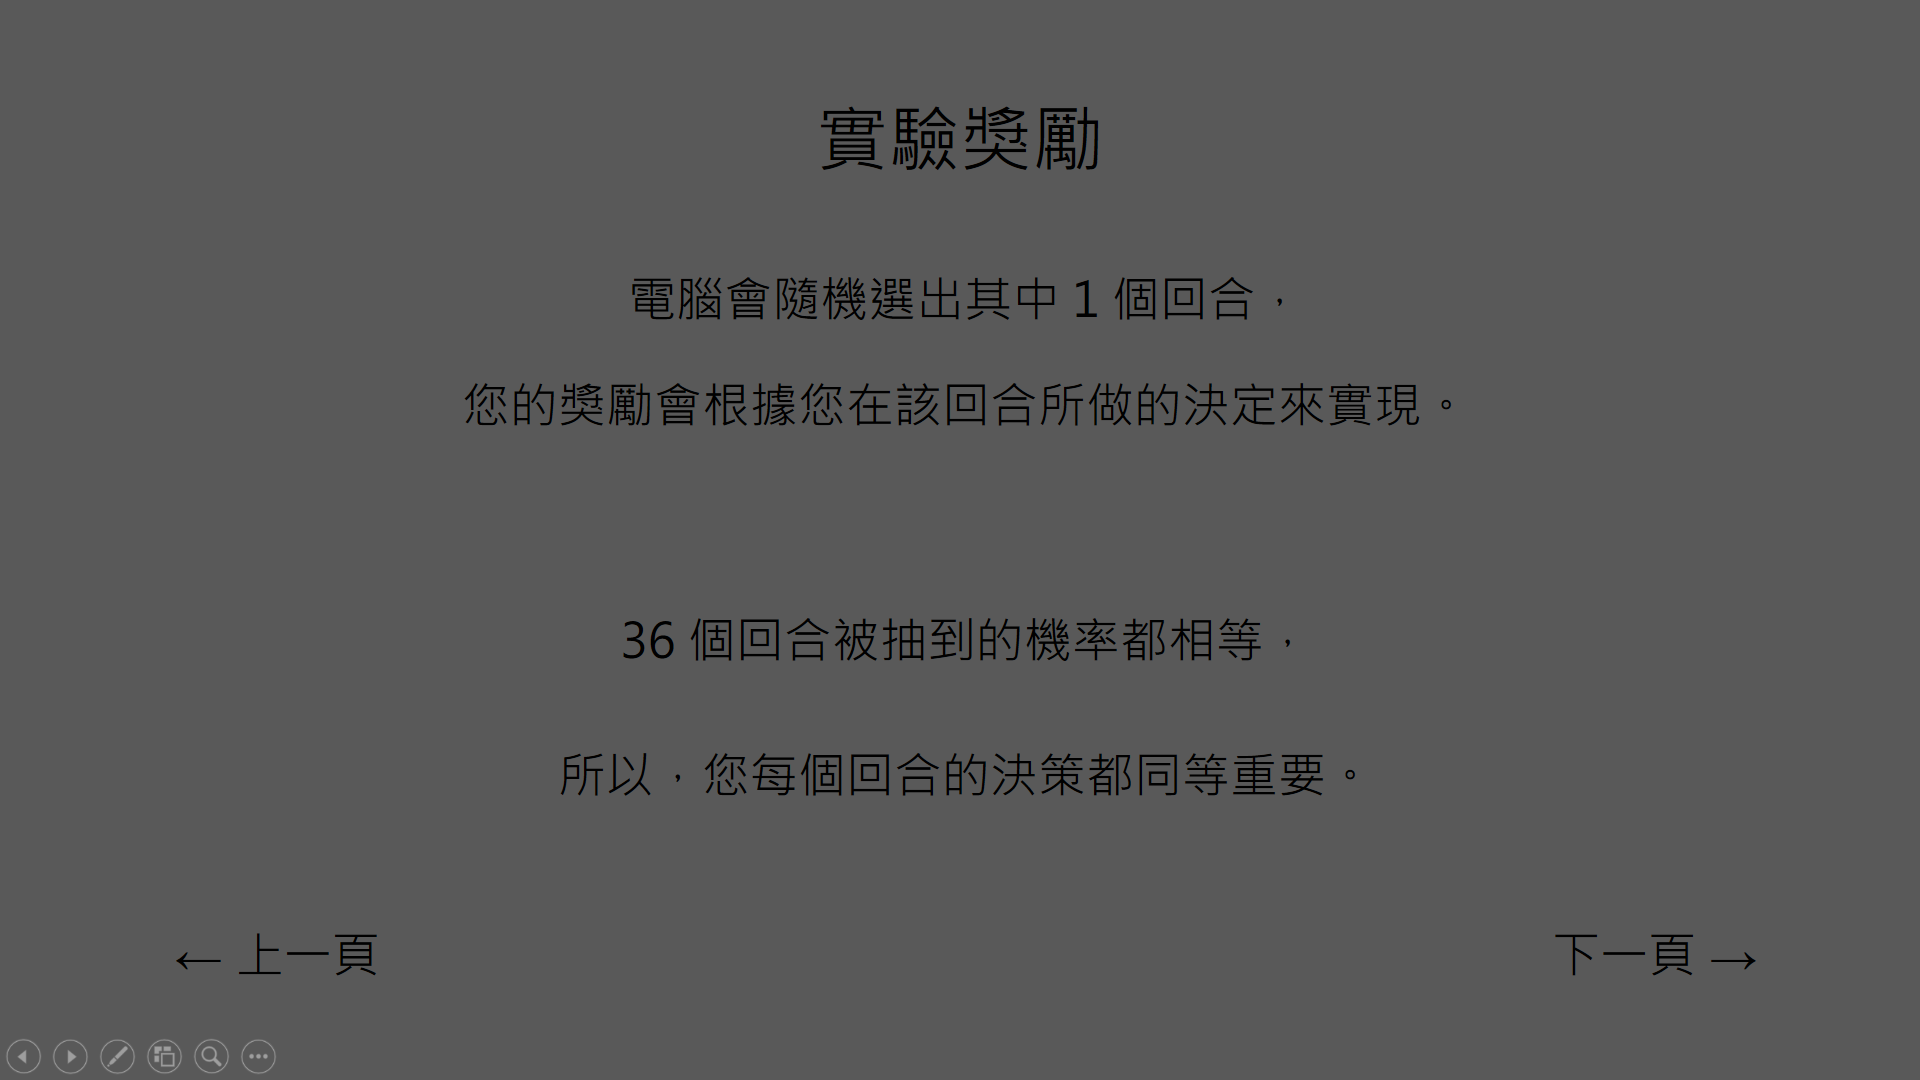 實驗獎勵
電腦會隨機選出其中 1 個回合，
您的獎勵會根據您在該回合所做的決定來實現。
36 個回合被抽到的機率都相等，
所以，您每個回合的決策都同等重要。
← 上一頁
下一頁 →